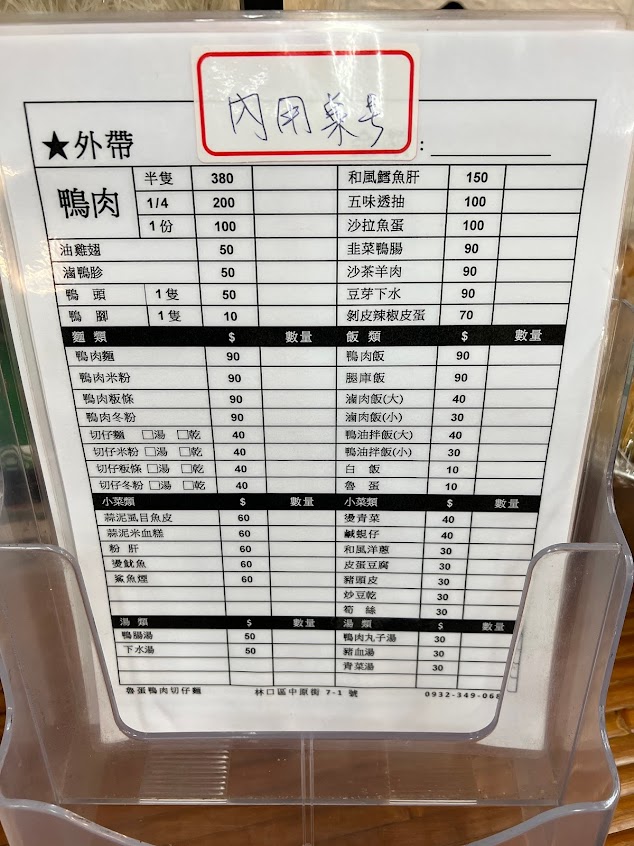 內用桌号
★外帶 :
鴨肉 半隻 380 和風鱈魚肝 150
1/4 200 五味透抽 100
1份 100 沙拉魚蛋 100
油雞翅 50 韭菜鴨腸 90
滷鴨胗 50 沙茶羊肉 90
鴨 頭 1隻 50 豆芽下水 90
鴨 腳 1隻 10 剝皮辣椒皮蛋 70
麵 類 $ 數量 飯 類 $ 數量
鴨肉麵 90 鴨肉飯 90
鴨肉米粉 90 腿庫飯 90
鴨肉粄條 90 滷肉飯(大) 40
鴨肉冬粉 90 滷肉飯(小) 30
切仔麵 □湯 □乾 40 鴨油拌飯(大) 40
切仔米粉 □湯 □乾 40 鴨油拌飯(小) 30
切仔粄條 □湯 □乾 40 白 飯 10
切仔冬粉 □湯 □乾 40 魯 蛋 10
小菜類 $ 數量 小菜類 $ 數量
蒜泥虱目魚皮 60 燙青菜 40
蒜泥米血糕 60 鹹蜆仔 40
粉 肝 60 和風洋蔥 30
燙魷魚 60 皮蛋豆腐 30
鯊魚煙 60 豬頭皮 30
炒豆乾 30
筍 絲 30
湯 類 $ 數量 湯 類 $ 數量
鴨腸湯 50 鴨肉丸子湯 30
下水湯 50 豬血湯 30
青菜湯 30
魯蛋鴨肉切仔麵 林口區中原街 7-1 號 0932-349-068